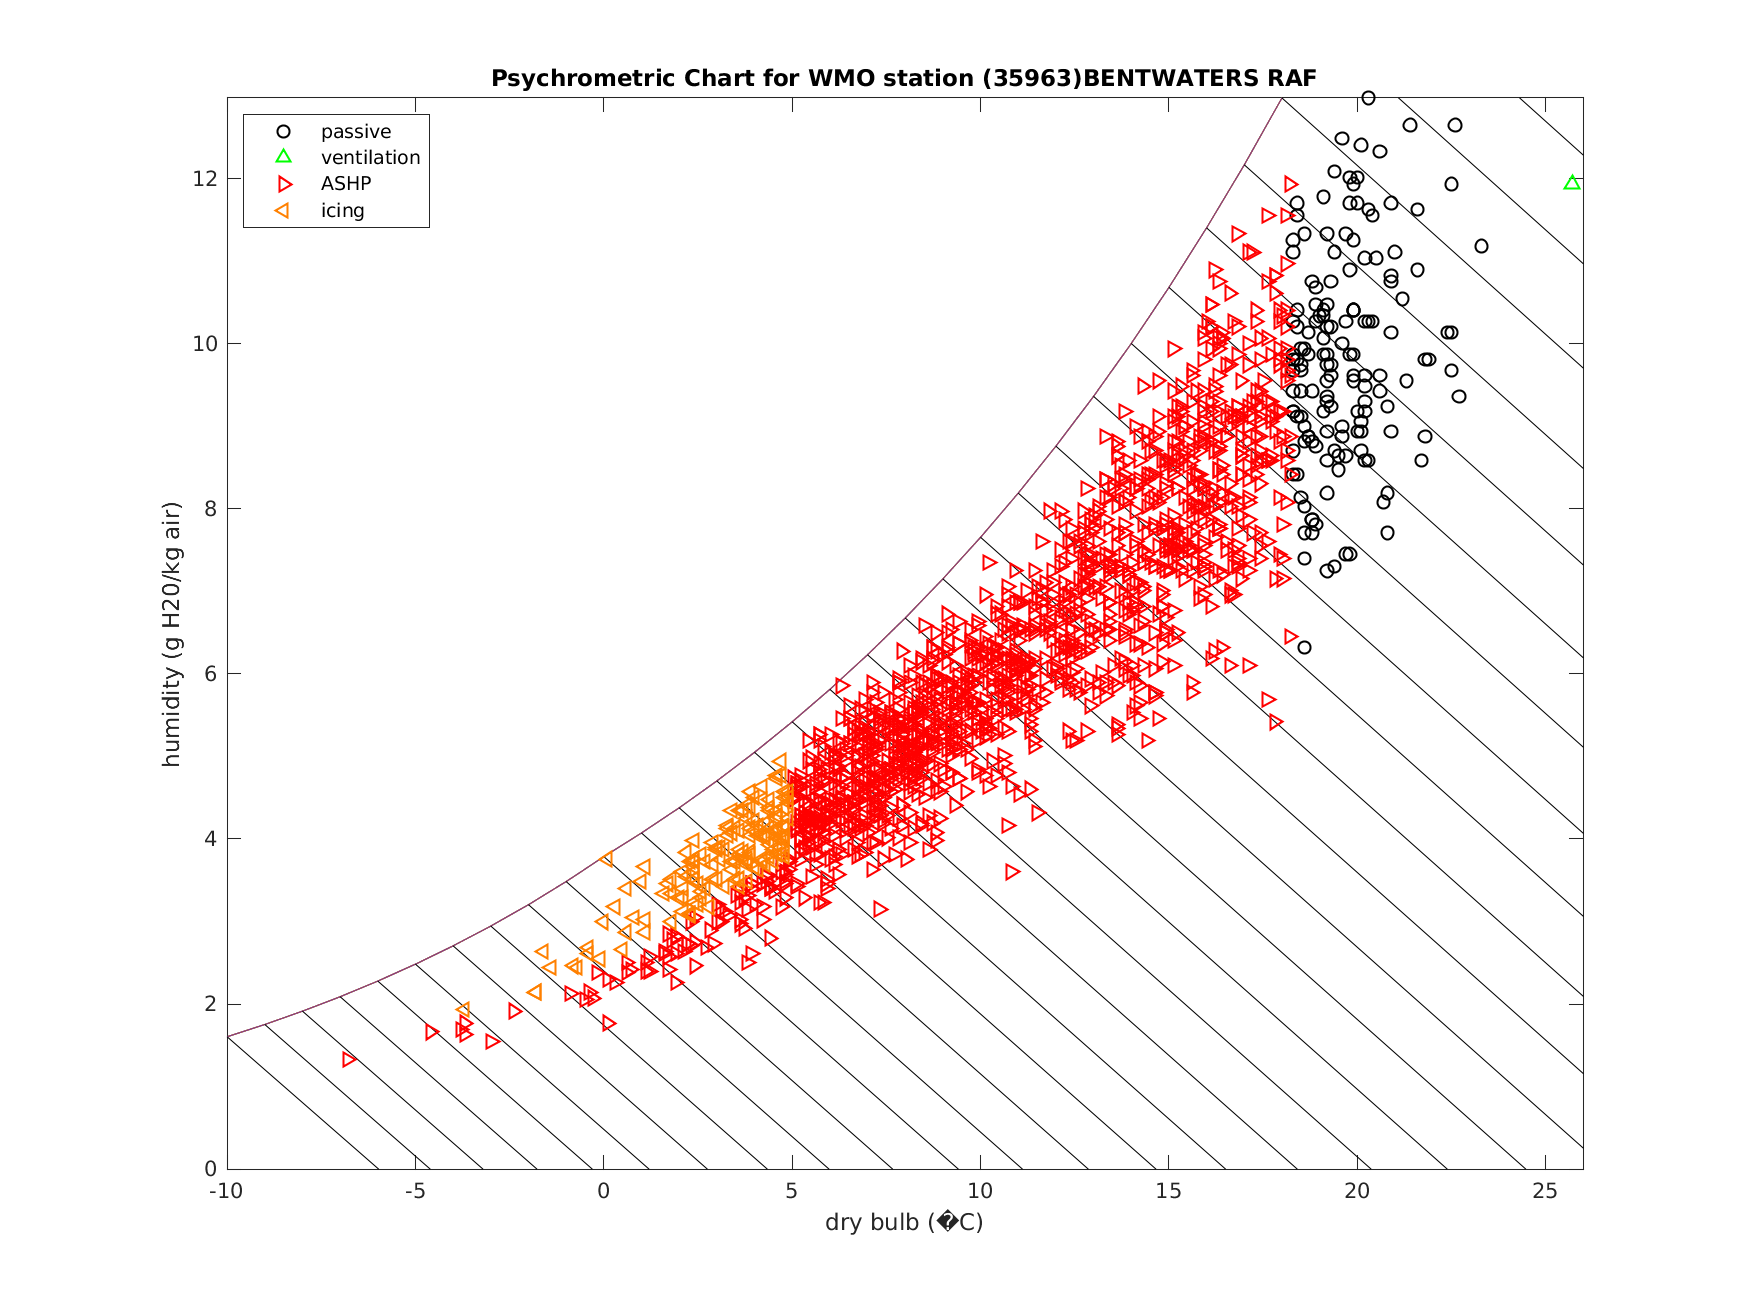 Psychrometric Chart for WMO station (35963)BENTWATERS RAF
passive
ventilation
ASHP
icing
humidity (g H20/kg air)
12
10
8
6
4
2
0
-10 -5 0 5 10 15 20 25
dry bulb (�C)